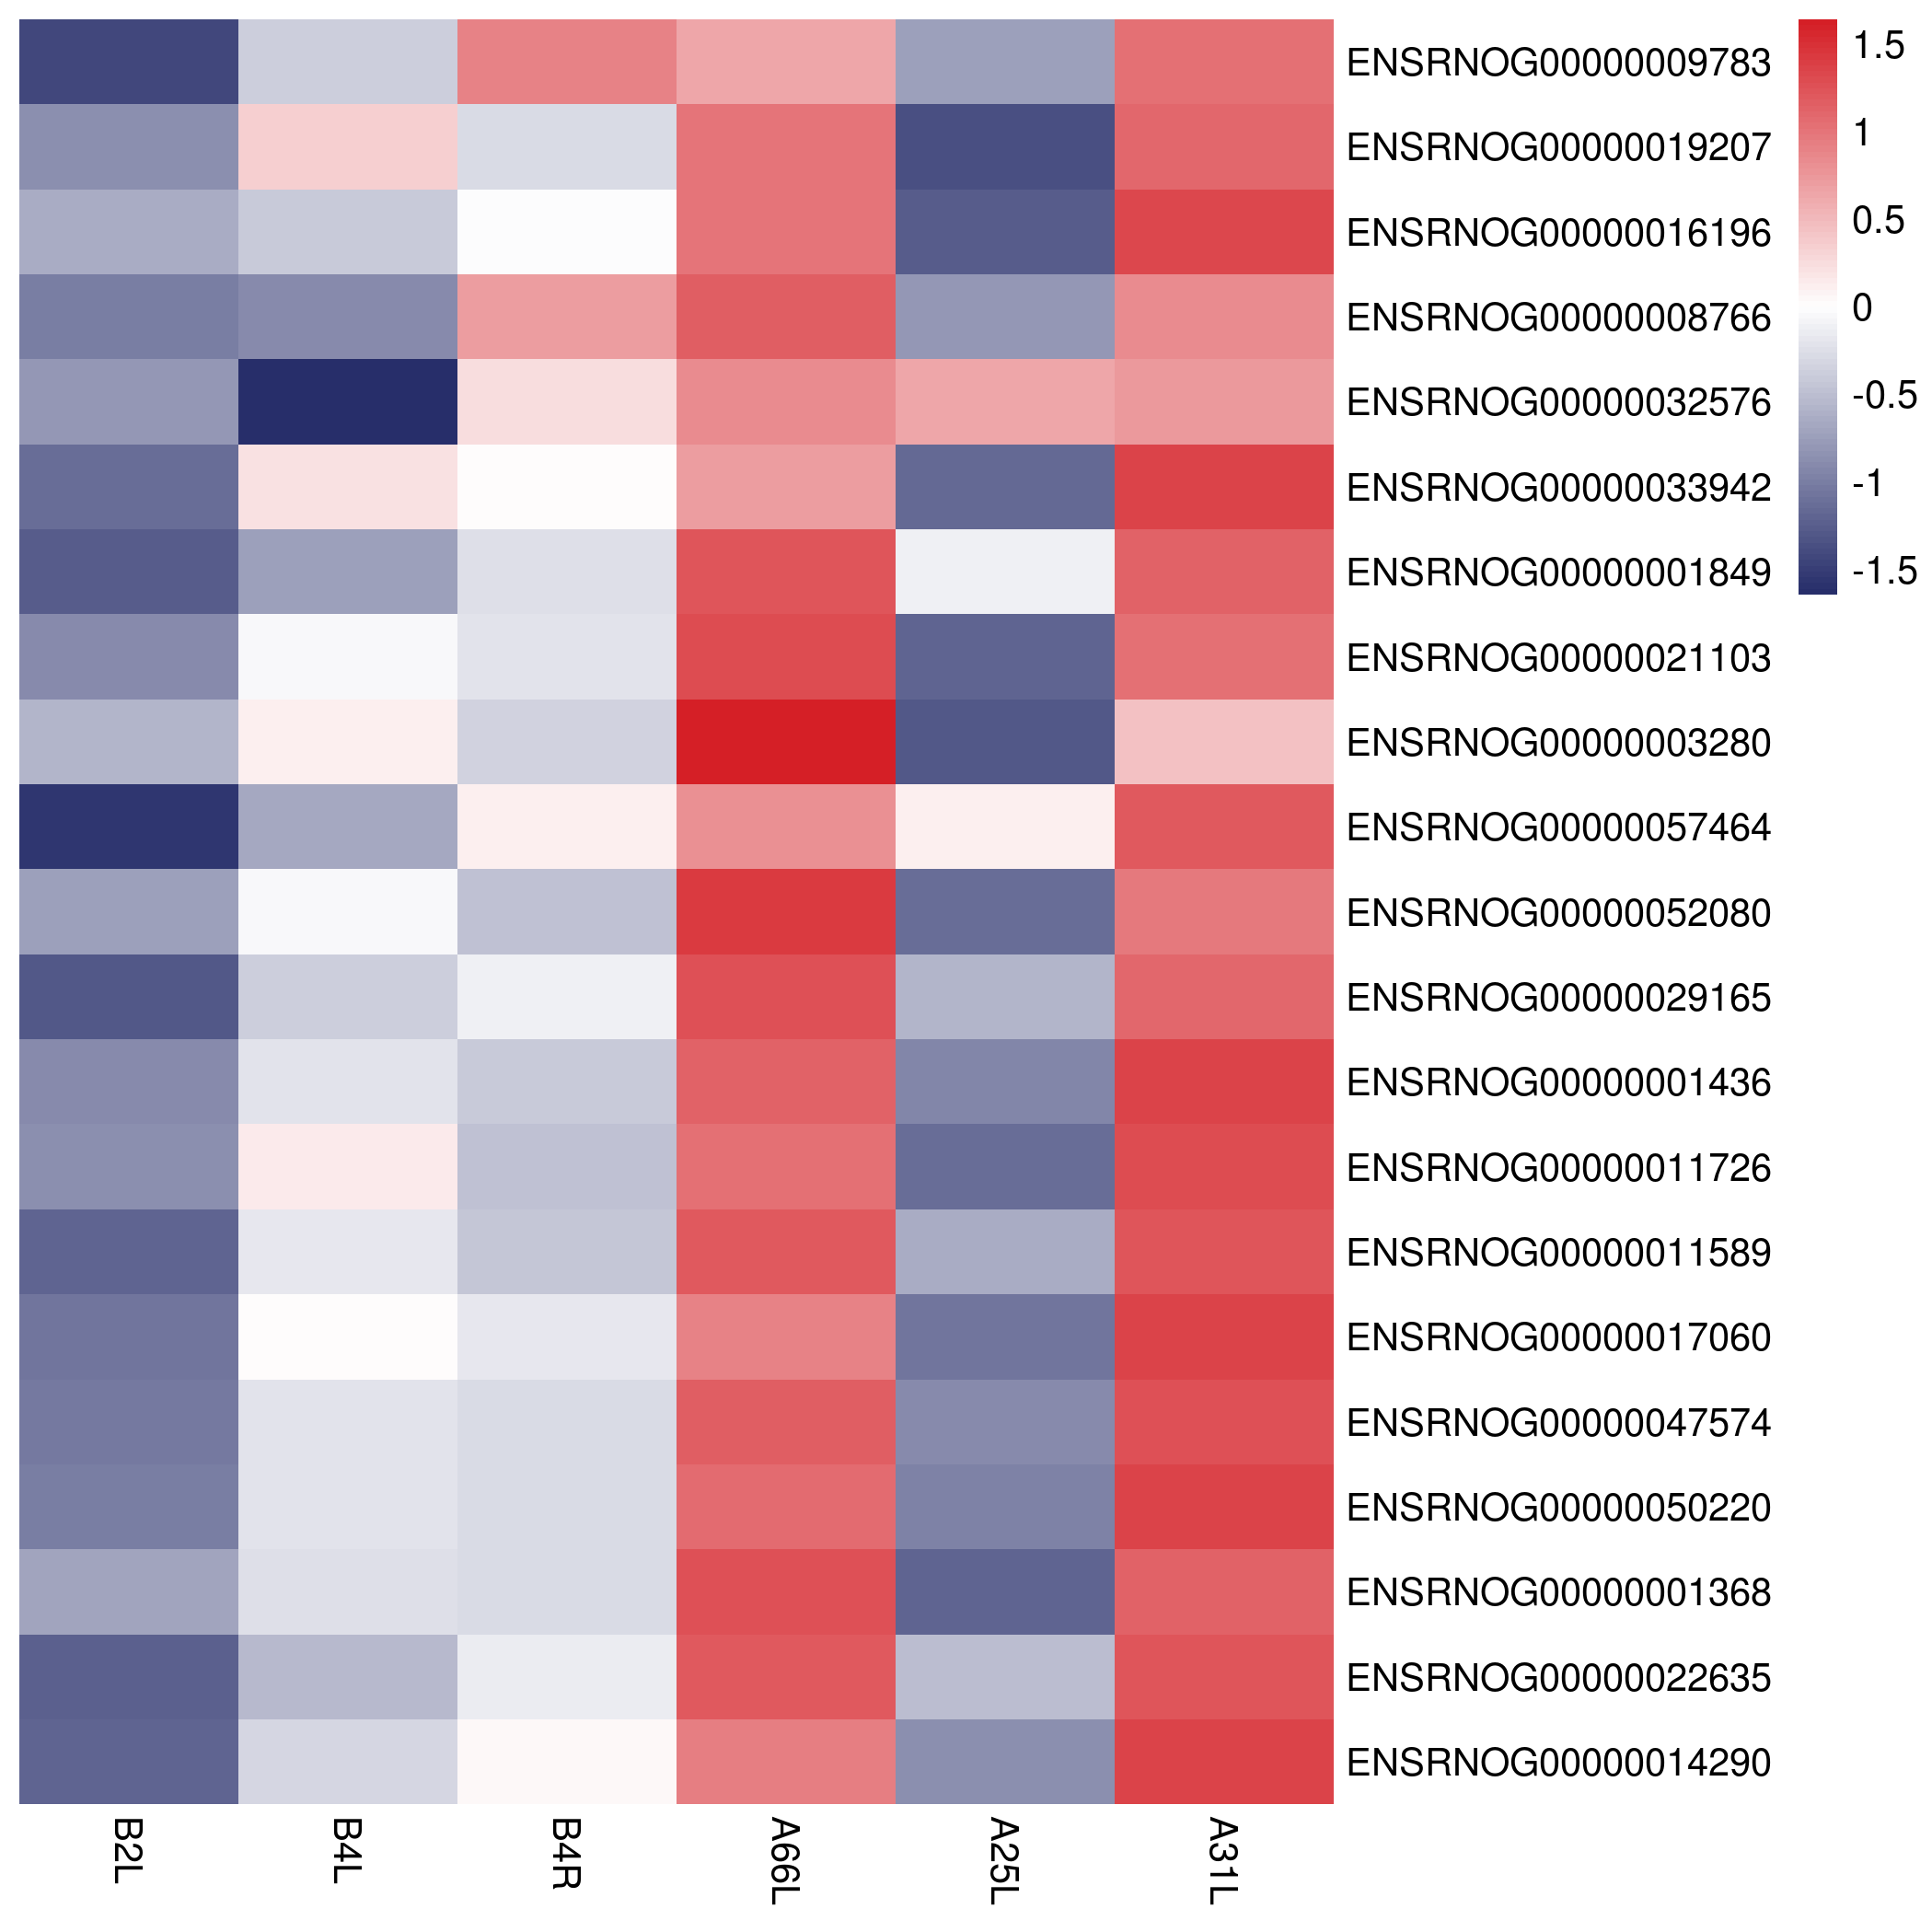 ENSRNOG00000009783
ENSRNOG00000019207
ENSRNOG00000016196
ENSRNOG00000008766
ENSRNOG00000032576
ENSRNOG00000033942
ENSRNOG00000001849
ENSRNOG00000021103
ENSRNOG00000003280
ENSRNOG00000057464
ENSRNOG00000052080
ENSRNOG00000029165
ENSRNOG00000001436
ENSRNOG00000011726
ENSRNOG00000011589
ENSRNOG00000017060
ENSRNOG00000047574
ENSRNOG00000050220
ENSRNOG00000001368
ENSRNOG00000022635
ENSRNOG00000014290
1.5
1
0.5
0
-0.5
-1
-1.5
B2L
B4L
B4R
A66L
A25L
A31L